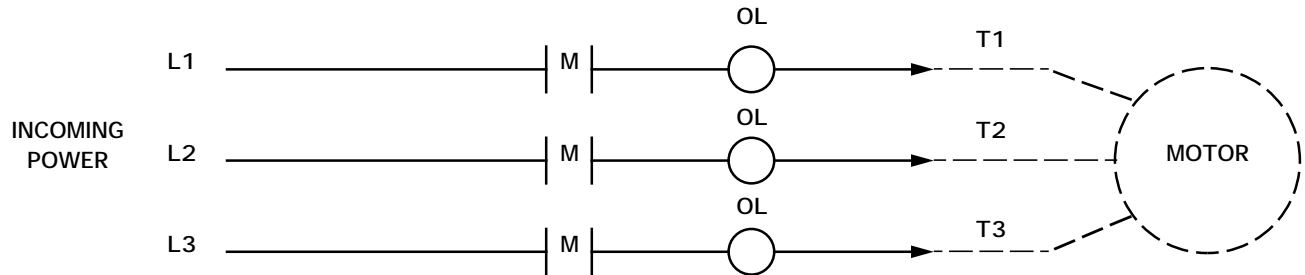 OL
L1 M T1
OL
INCOMING
POWER
L2 M T2 MOTOR
OL
L3 M T3